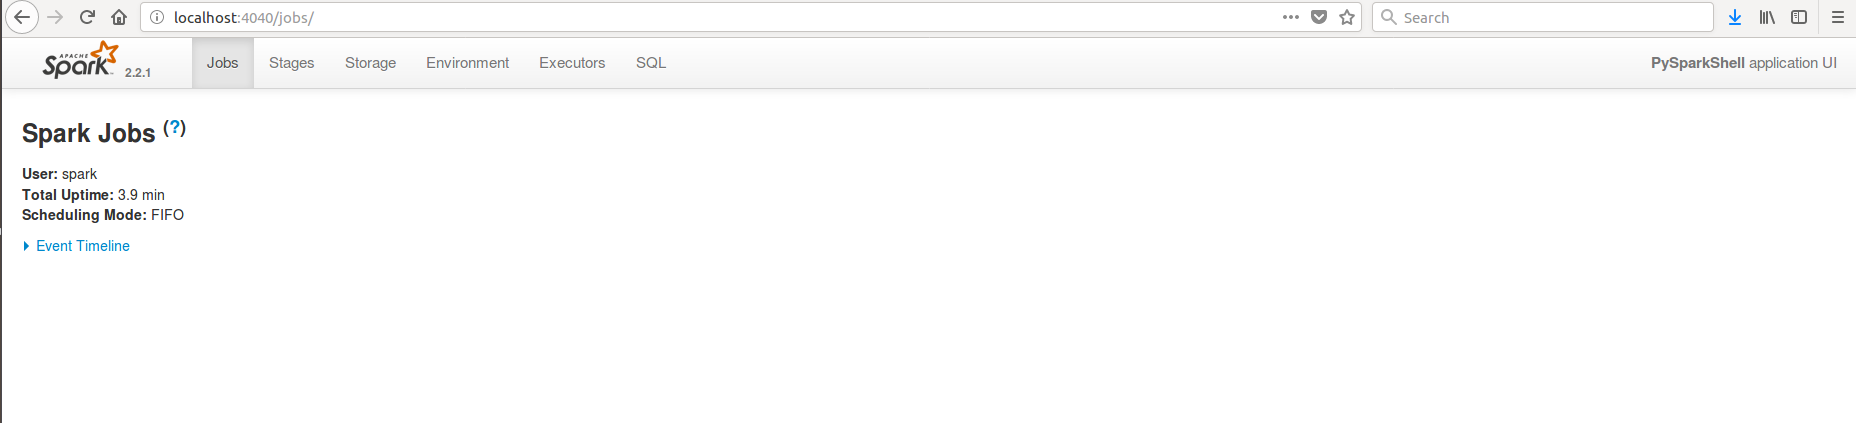 localhost:4040/jobs/
Search
APACHE
Spark 2.2.1
Jobs
Stages
Storage
Environment
Executors
SQL
PySparkShell application UI
Spark Jobs (?)
User: spark
Total Uptime: 3.9 min
Scheduling Mode: FIFO
Event Timeline